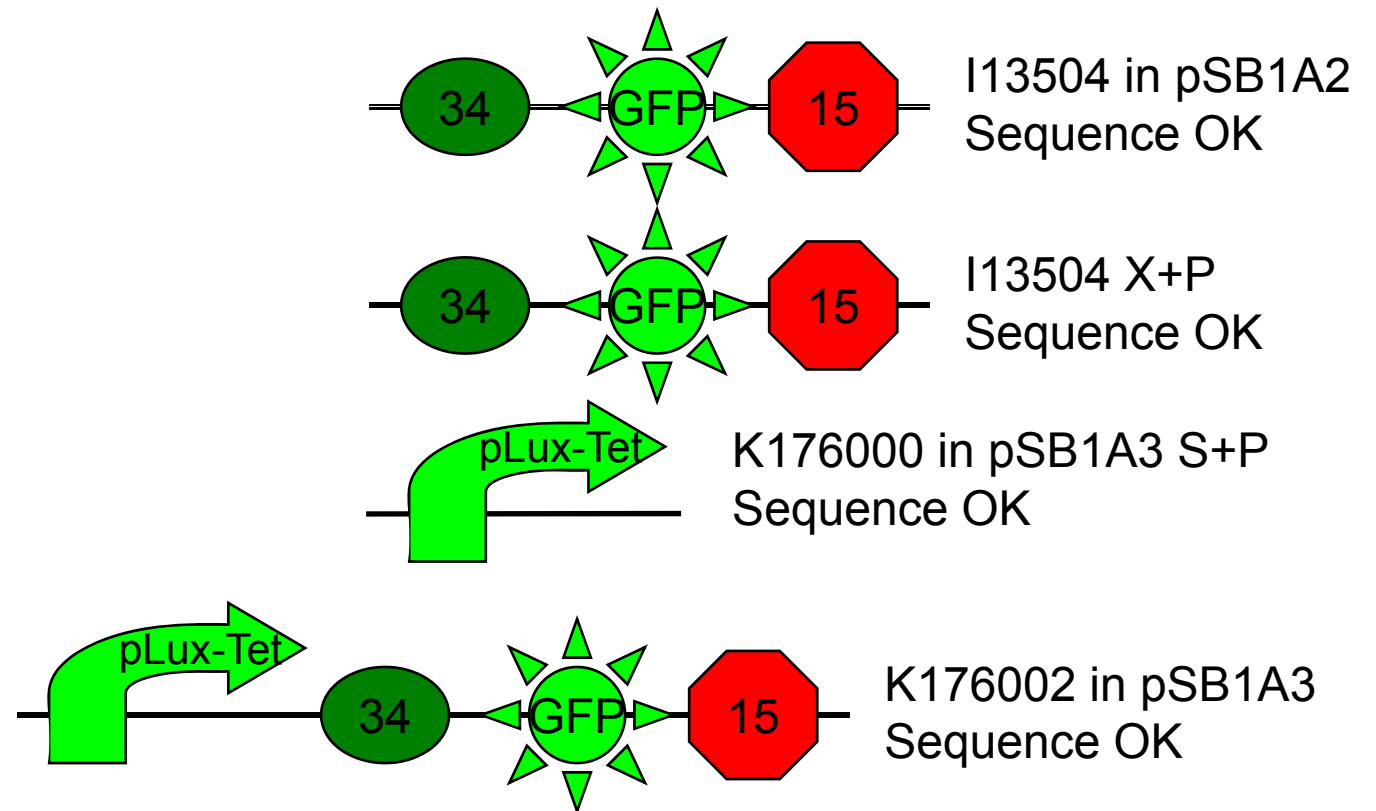 34 GFP 15 I13504 in pSB1A2
Sequence OK
34 GFP 15 I13504 X+P
Sequence OK
pLux-Tet K176000 in pSB1A3 S+P
Sequence OK
pLux-Tet 34 GFP 15 K176002 in pSB1A3
Sequence OK